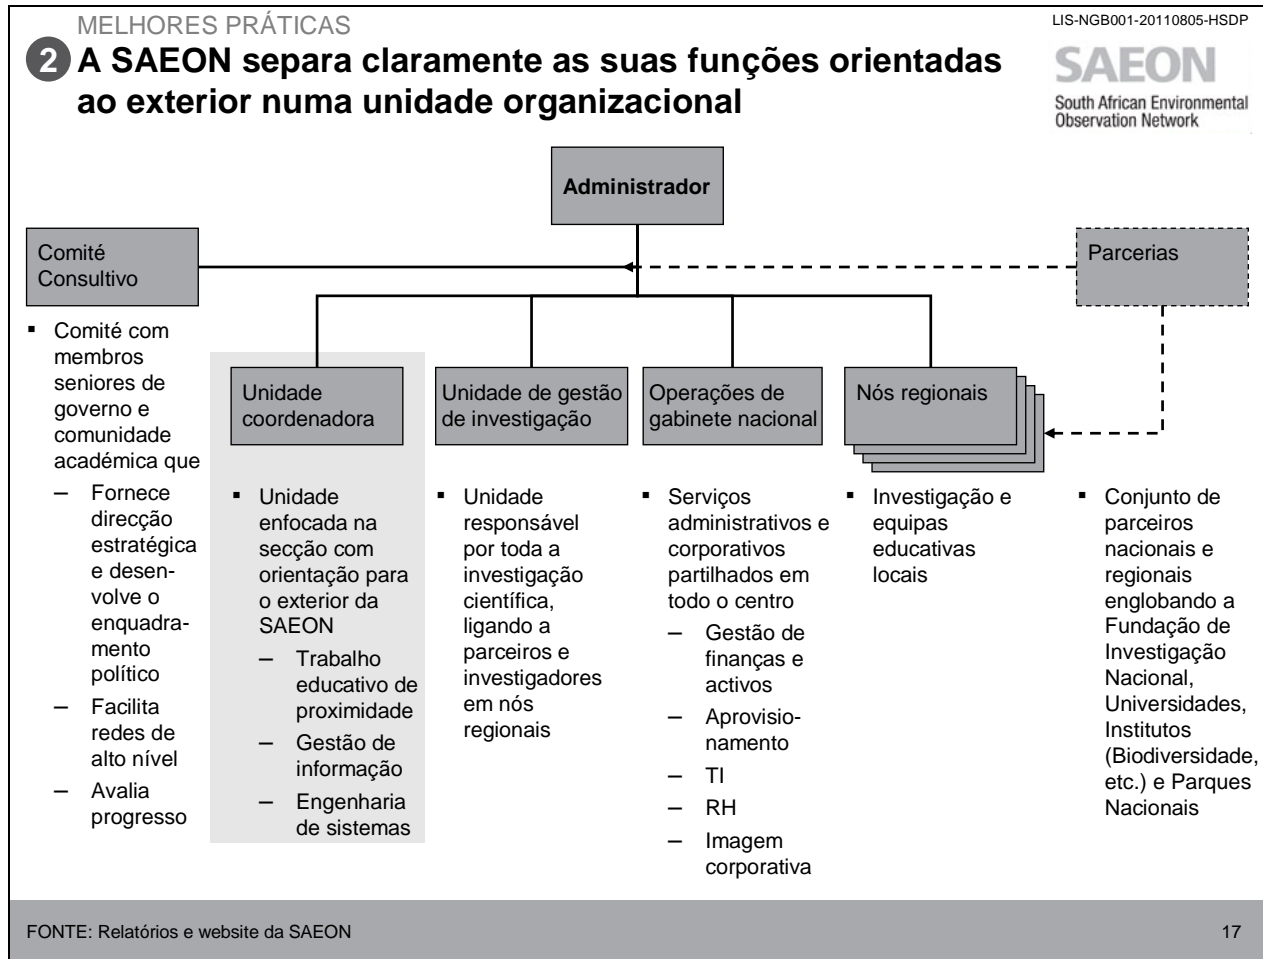 MELHORES PRÁTICAS
LIS-NGB001-20110805-HSDP
2
A SAEON separa claramente as suas funções orientadas
ao exterior numa unidade organizacional
SAEON
South African Environmental
Observation Network
Administrador
Comité
Consultivo
Parcerias
▪ Comité com
membros
seniores de
governo e
comunidade
académica que
– Fornece
direcção
estratégica
e desen-
volve o
enquadra-
mento
político
– Facilita
redes de
alto nível
– Avalia
progresso
Unidade
coordenadora
▪ Unidade
enfocada na
secção com
orientação para
o exterior da
SAEON
– Trabalho
educativo de
proximidade
– Gestão de
informação
– Engenharia
de sistemas
Unidade de gestão
de investigação
▪ Unidade
responsável
por toda a
investigação
científica,
ligando a
parceiros e
investigadores
em nós
regionais
Operações de
gabinete nacional
▪ Serviços
administrativos e
corporativos
partilhados em
todo o centro
– Gestão de
finanças e
activos
– Aprovisio-
namento
– TI
– RH
– Imagem
corporativa
Nós regionais
▪ Investigação e
equipas
educativas
locais
▪ Conjunto de
parceiros
nacionais e
regionais
englobando a
Fundação de
Investigação
Nacional,
Universidades,
Institutos
(Biodiversidade,
etc.) e Parques
Nacionais
FONTE: Relatórios e website da SAEON
17